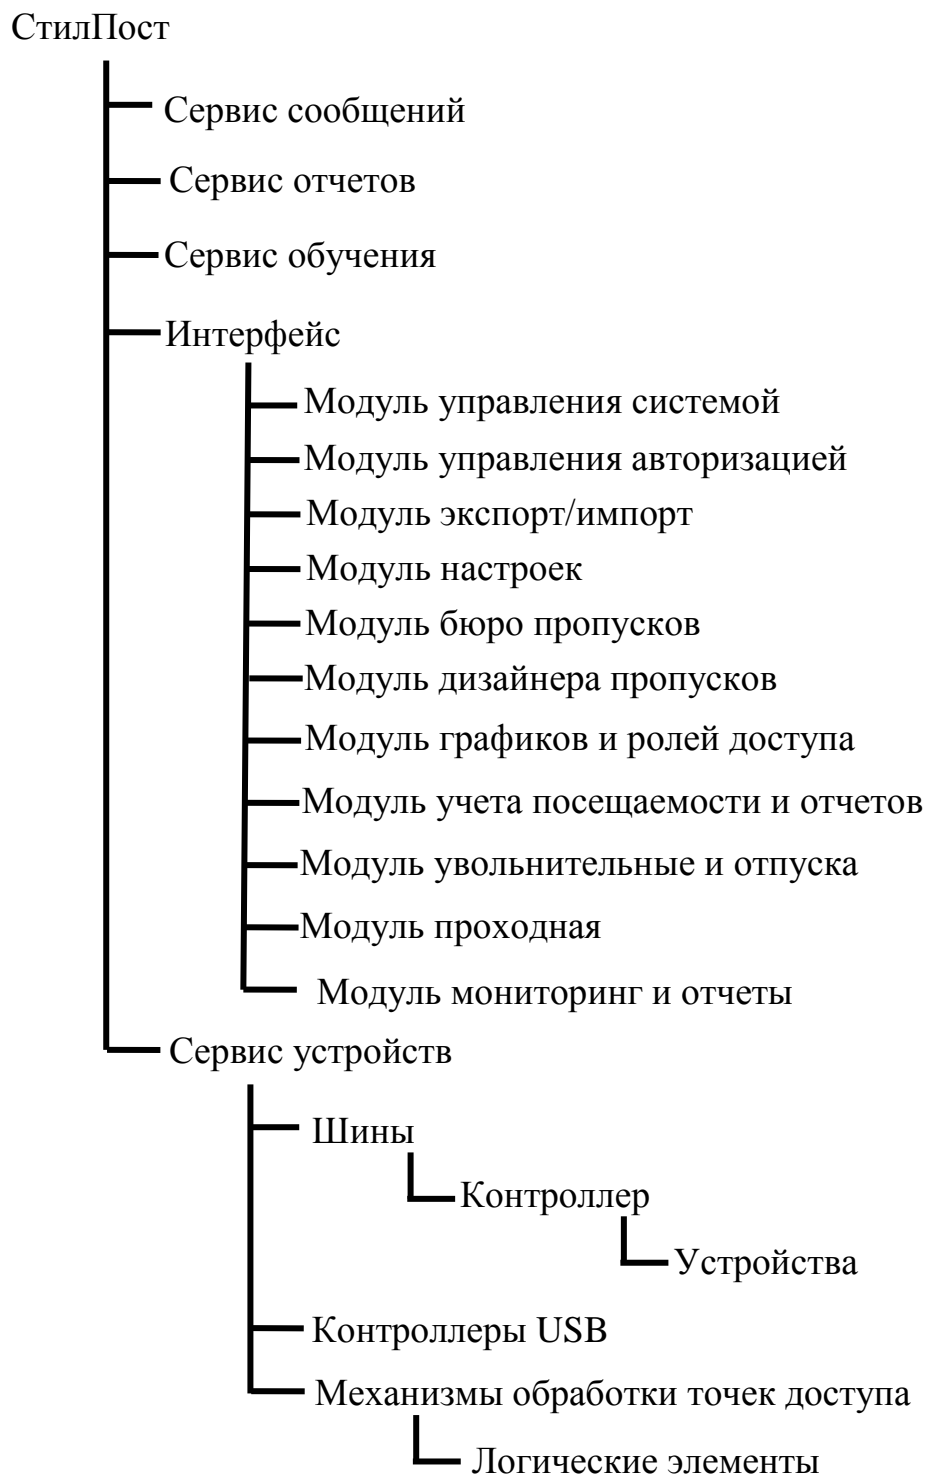 СтилПост
Сервис сообщений
Сервис отчетов
Сервис обучения
Интерфейс
Модуль управления системой
Модуль управления авторизацией
Модуль экспорт/импорт
Модуль настроек
Модуль бюро пропусков
Модуль дизайнера пропусков
Модуль графиков и ролей доступа
Модуль учета посещаемости и отчетов
Модуль увольнительные и отпуска
Модуль проходная
Модуль мониторинг и отчеты
Сервис устройств
Шины
Контроллер
Устройства
Контроллеры USB
Механизмы обработки точек доступа
Логические элементы